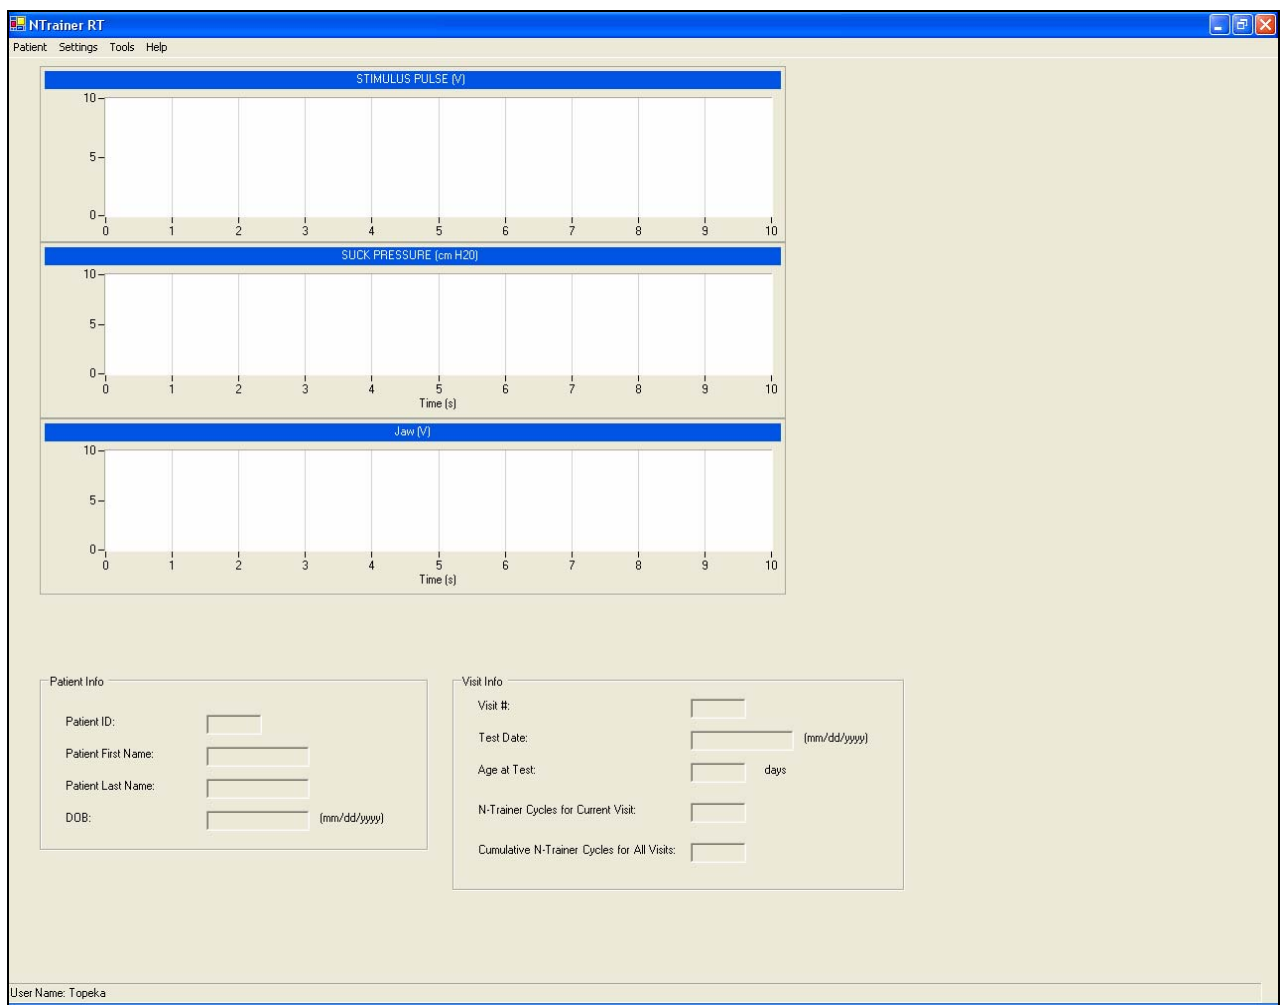 NTrainer RT
Patient Settings Tools Help
STIMULUS PULSE (V)
10
5
0
0 1 2 3 4 5 6 7 8 9 10
SUCK PRESSURE (cm H20)
10
5
0
0 1 2 3 4 5 6 7 8 9 10
Time (s)
Jaw (V)
10
5
0
0 1 2 3 4 5 6 7 8 9 10
Time (s)
Patient Info
Patient ID:
Patient First Name:
Patient Last Name:
DOB: (mm/dd/yyyy)
Visit Info
Visit #:
Test Date: (mm/dd/yyyy)
Age at Test: days
N-Trainer Cycles for Current Visit:
Cumulative N-Trainer Cycles for All Visits:
User Name: Topeka